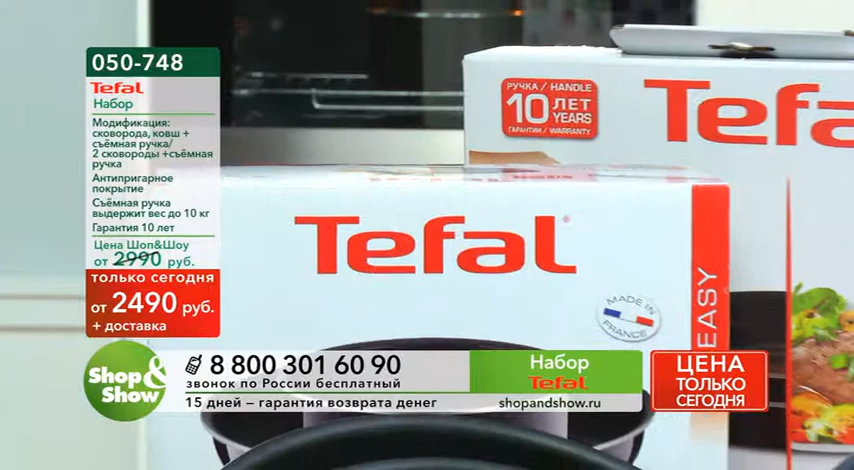 050-748
Tefal
Набор
Модификация:
сковорода, ковш +
съёмная ручка/
2 сковороды +съёмная
ручка
Антипригарное
покрытие
Съёмная ручка
выдержит вес до 10 кг
Гарантия 10 лет
Цена Шоп&Шоу
от 2990 руб.
только сегодня
от 2490 руб.
+ доставка
РУЧКА / HANDLE
10 ЛЕТ
YEARS
ГАРАНТИИ / WARRANTY
Tefa
Tefal
MADE IN
FRANCE
EASY
Shop&
Show
8 800 301 60 90
звонок по России бесплатный
15 дней – гарантия возврата денег
Набор
Tefal
shopandshow.ru
ЦЕНА
ТОЛЬКО
СЕГОДНЯ